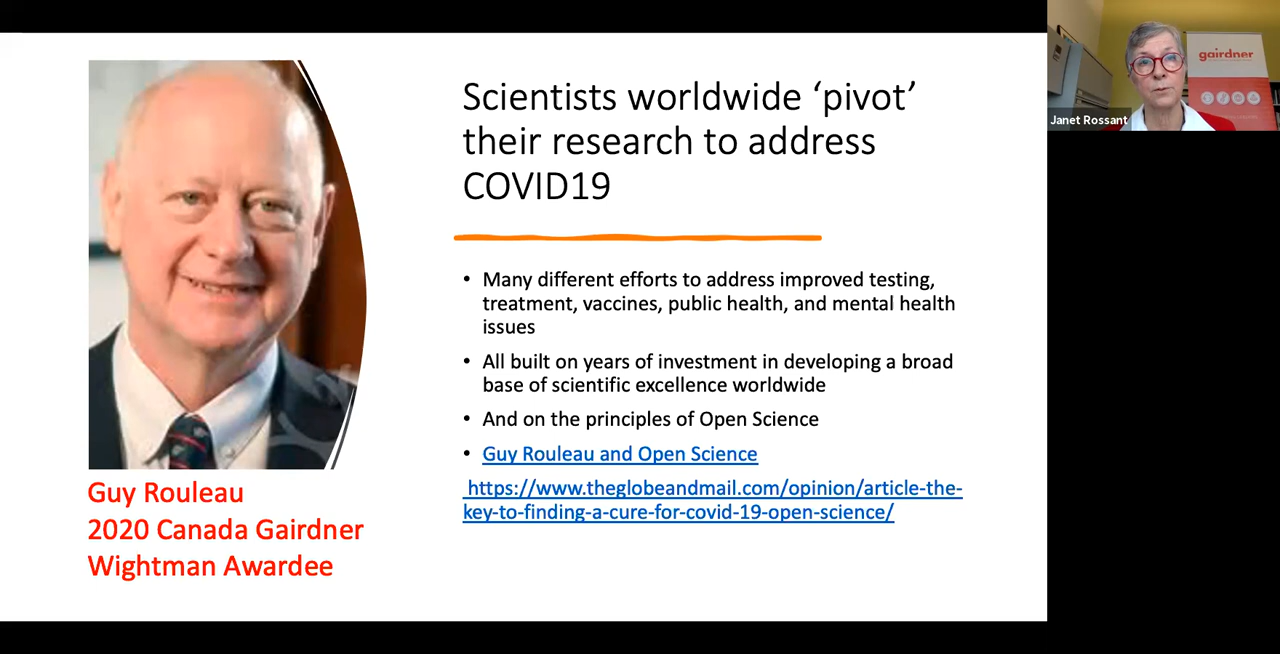 Scientists worldwide ‘pivot’
their research to address
COVID19
• Many different efforts to address improved testing,
treatment, vaccines, public health, and mental health
issues
• All built on years of investment in developing a broad
base of scientific excellence worldwide
• And on the principles of Open Science
• Guy Rouleau and Open Science
https://www.theglobeandmail.com/opinion/article-the-
key-to-finding-a-cure-for-covid-19-open-science/
Guy Rouleau
2020 Canada Gairdner
Wightman Awardee
gairdner
Janet Rossant